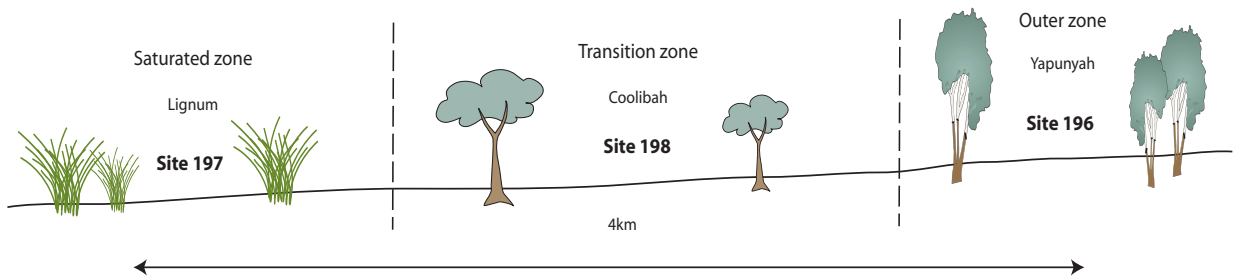 Saturated zone
Lignum
Site 197
Transition zone
Coolibah
Site 198
Outer zone
Yapunyah
Site 196
4km